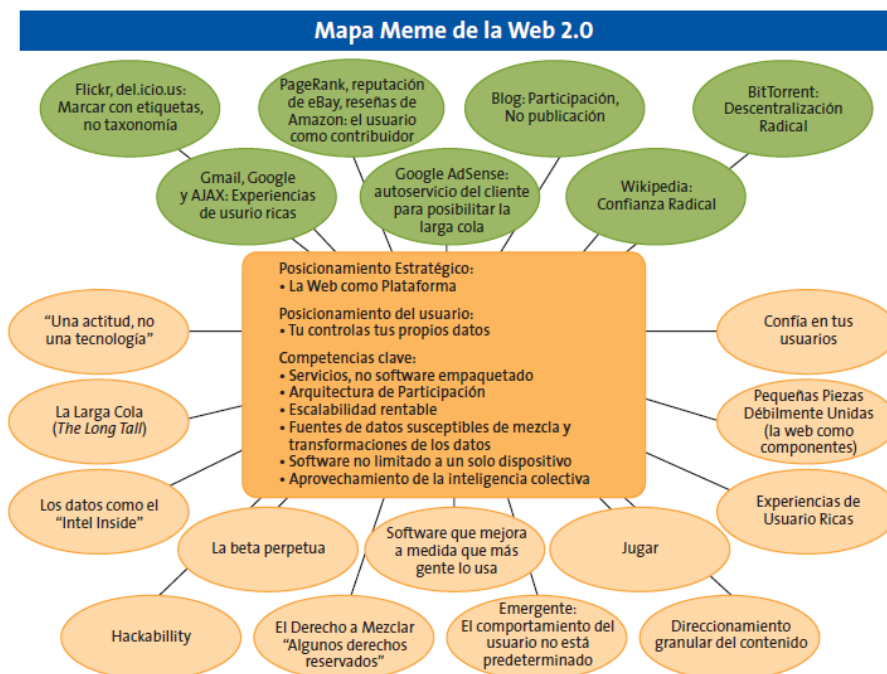 Mapa Meme de la Web 2.0
Flickr, del.icio.us:
Marcar con etiquetas,
no taxonomía
PageRank, reputación
de eBay, reseñas de
Amazon: el usuario
como contribuidor
Blog: Participación,
No publicación
BitTorrent:
Descentralización
Radical
Gmail, Google
y AJAX: Experiencias
de usurio ricas
Google AdSense:
autoservicio del cliente
para posibilitar la
larga cola
Wikipedia:
Confianza Radical
Posicionamiento Estratégico:
• La Web como Plataforma
Posicionamiento del usuario:
• Tu controlas tus propios datos
Competencias clave:
• Servicios, no software empaquetado
• Arquitectura de Participación
• Escalabilidad rentable
• Fuentes de datos susceptibles de mezcla y
transformaciones de los datos
• Software no limitado a un solo dispositivo
• Aprovechamiento de la inteligencia colectiva
“Una actitud, no
una tecnología”
La Larga Cola
(The Long Tall)
Los datos como el
“Intel Inside”
Confía en tus
usuarios
Pequeñas Piezas
Débilmente Unidas
(la web como
componentes)
Experiencias de
Usuario Ricas
La beta perpetua
Software que mejora
a medida que más
gente lo usa
Jugar
Hackabillity
El Derecho a Mezclar
“Algunos derechos
reservados”
Emergente:
El comportamiento del
usuario no está
predeterminado
Direccionamiento
granular del contenido